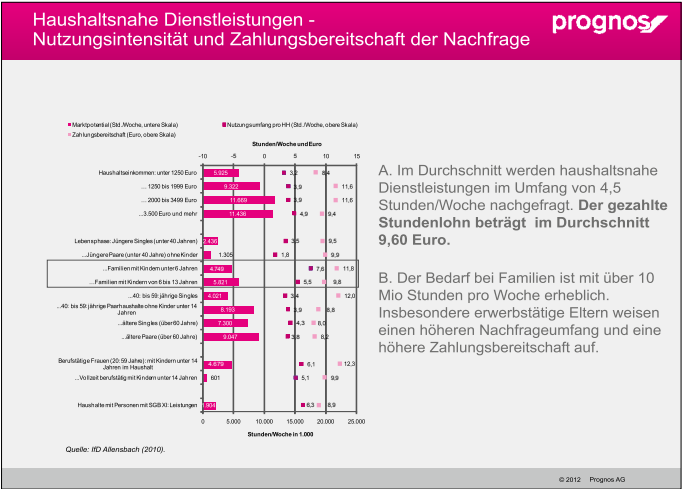 Haushaltsnahe Dienstleistungen -
Nutzungsintensität und Zahlungsbereitschaft der Nachfrage
prognos
Marktpotential (Std./Woche, untere Skala)
Nutzungsumfang pro HH (Std./Woche, obere Skala)
Zahlungsbereitschaft (Euro, obere Skala)
Stunden/Woche und Euro
-10 -5 0 5 10 15
Haushaltseinkommen: unter 1250 Euro 5.925 3,2 8,4
... 1250 bis 1999 Euro 9.322 3,9 11,6
... 2000 bis 3499 Euro 11.669 3,9 11,6
...3.500 Euro und mehr 11.436 4,9 9,4
Lebensphase: Jüngere Singles (unter 40 Jahren) 2.436 3,5 9,5
...Jüngere Paare (unter 40 Jahre) ohne Kinder 1.305 1,8 9,9
...Familien mit Kindern unter 6 Jahren 4.749 7,6 11,8
...Familien mit Kindern von 6 bis 13 Jahren 5.821 5,5 9,8
...40: bis 59: jährige Singles 4.021 3,4 12,0
...40: bis 59: jährige Paarhaushalte ohne Kinder unter 14
Jahren 8.193 3,9 8,8
...ältere Singles (über 60 Jahre) 7.300 4,3 8,0
...ältere Paare (über 60 Jahre) 9.047 3,8 8,2
Berufstätige Frauen (20: 59 Jahre): mit Kindern unter 14
Jahren im Haushalt 4.679 6,1 12,3
...Vollzeit berufstätig mit Kindern unter 14 Jahren 601 5,1 9,9
Haushalte mit Personen mit SGB XI: Leistungen 6,3 8,9
0 5.000 10.000 15.000 20.000 25.000
Stunden/Woche in 1.000
Quelle: IfD Allensbach (2010).
A. Im Durchschnitt werden haushaltsnahe
Dienstleistungen im Umfang von 4,5
Stunden/Woche nachgefragt. Der gezahlte
Stundenlohn beträgt im Durchschnitt
9,60 Euro.
B. Der Bedarf bei Familien ist mit über 10
Mio Stunden pro Woche erheblich.
Insbesondere erwerbstätige Eltern weisen
einen höheren Nachfrageumfang und eine
höhere Zahlungsbereitschaft auf.
© 2012 Prognos AG